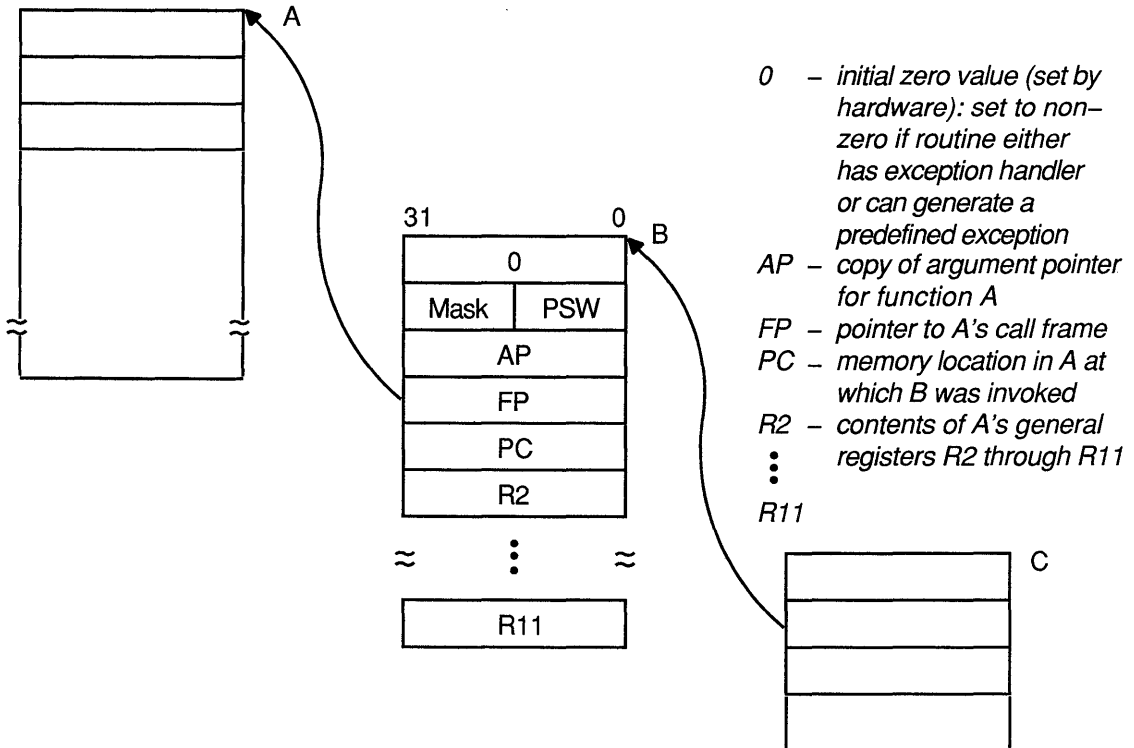 A
0 – initial zero value (set by
hardware): set to non–
zero if routine either
has exception handler
or can generate a
predefined exception
AP – copy of argument pointer
for function A
FP – pointer to A's call frame
PC – memory location in A at
which B was invoked
R2 – contents of A's general
registers R2 through R11
R11
31 0
B
0
Mask PSW
AP
FP
PC
R2
R11
C